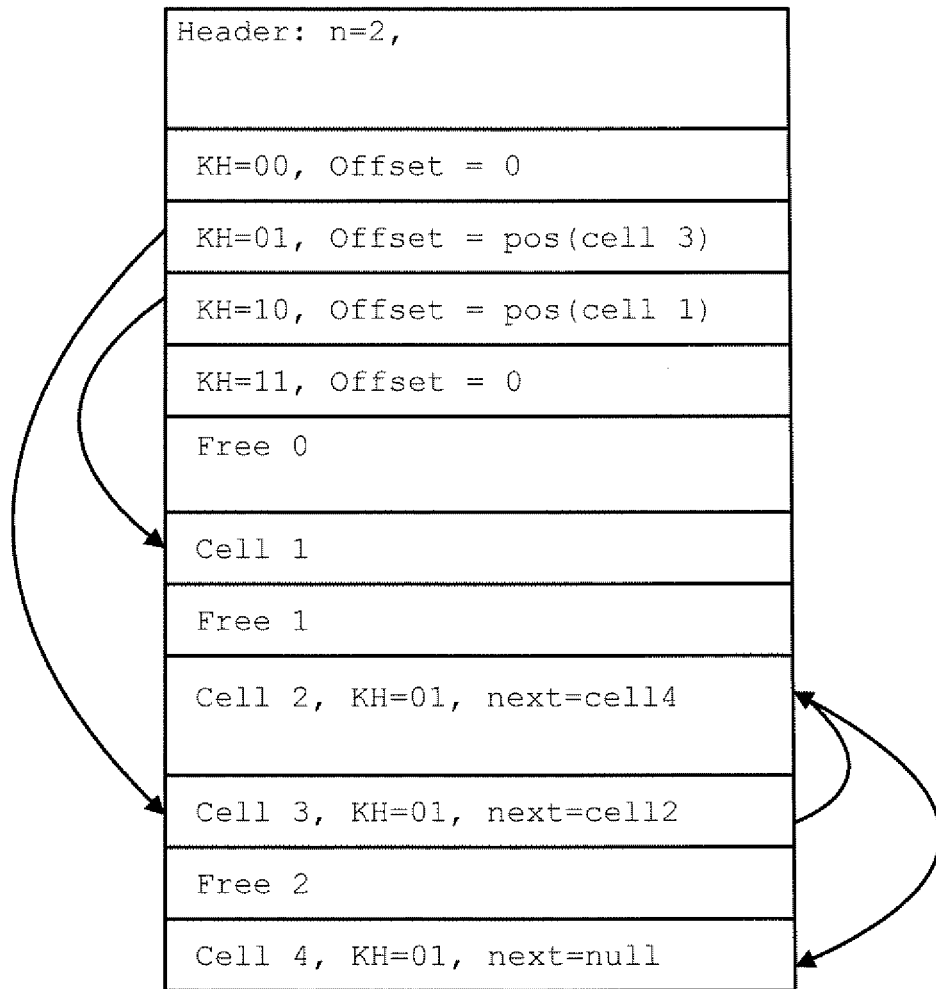 Header: n=2,
KH=00, Offset = 0
KH=01, Offset = pos(cell 3)
KH=10, Offset = pos(cell 1)
KH=11, Offset = 0
Free 0
Cell 1
Free 1
Cell 2, KH=01, next=cell4
Cell 3, KH=01, next=cell2
Free 2
Cell 4, KH=01, next=null